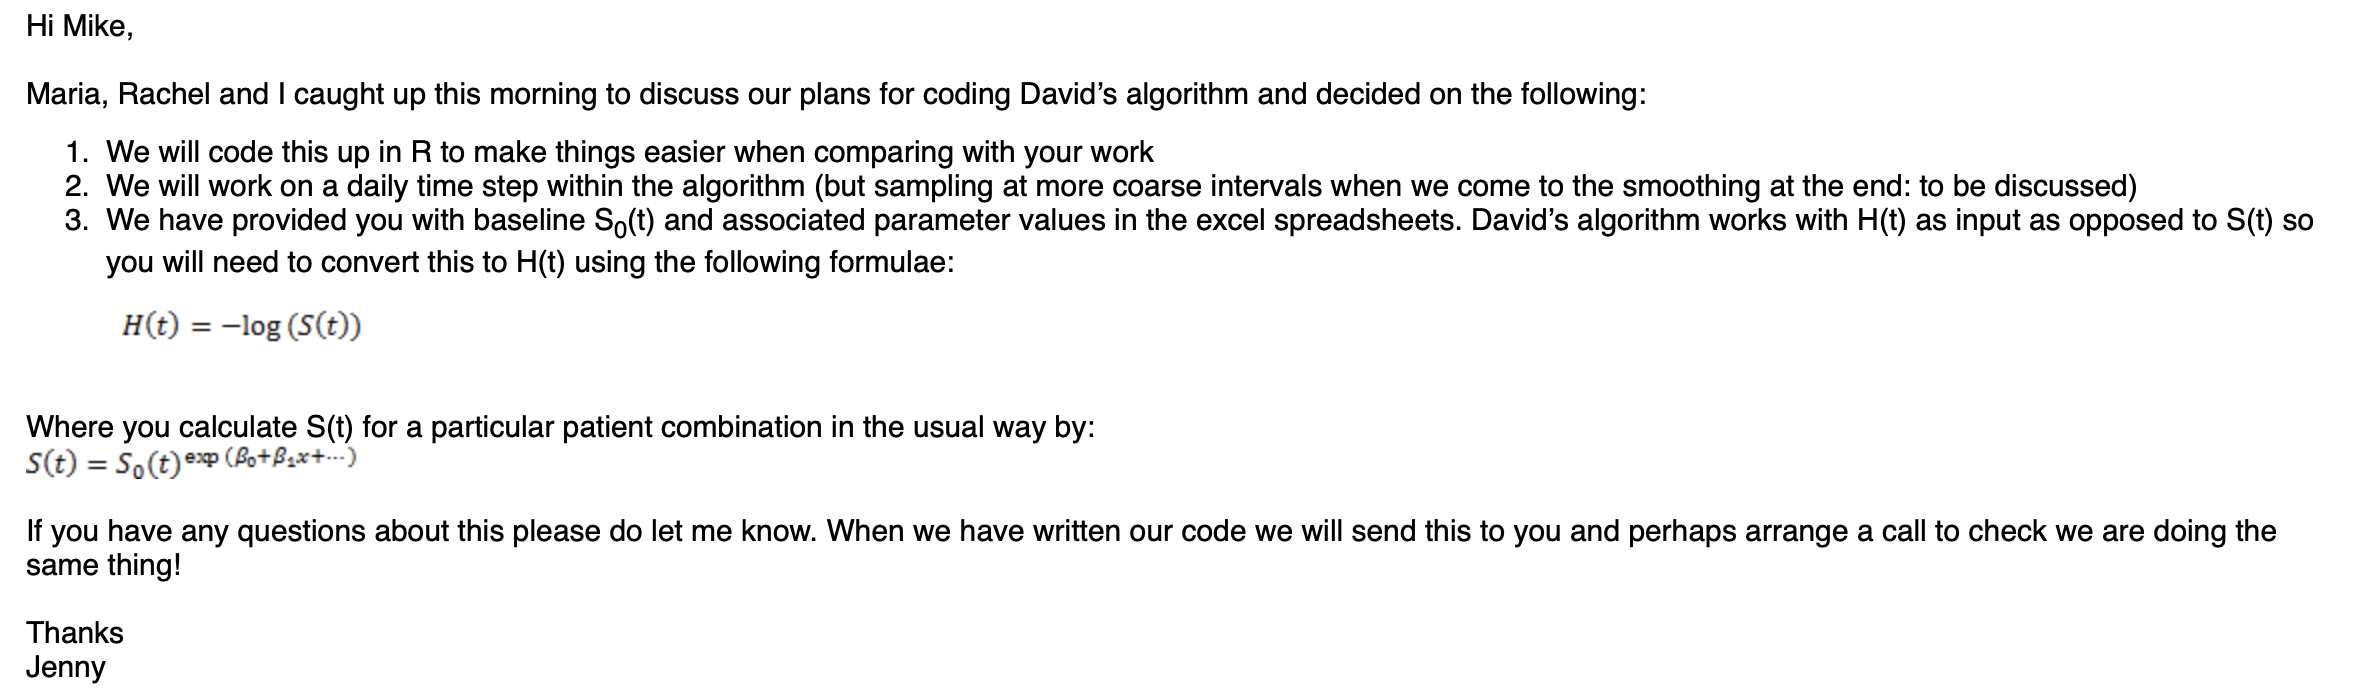 Hi Mike,
Maria, Rachel and I caught up this morning to discuss our plans for coding David’s algorithm and decided on the following:
1. We will code this up in R to make things easier when comparing with your work
2. We will work on a daily time step within the algorithm (but sampling at more coarse intervals when we come to the smoothing at the end: to be discussed)
3. We have provided you with baseline S₀(t) and associated parameter values in the excel spreadsheets. David’s algorithm works with H(t) as input as opposed to S(t) so
you will need to convert this to H(t) using the following formulae:
H(t) = −log (S(t))
Where you calculate S(t) for a particular patient combination in the usual way by:
S(t) = S₀(t)^exp (β₀+β₁x+⋯)
If you have any questions about this please do let me know. When we have written our code we will send this to you and perhaps arrange a call to check we are doing the
same thing!
Thanks
Jenny